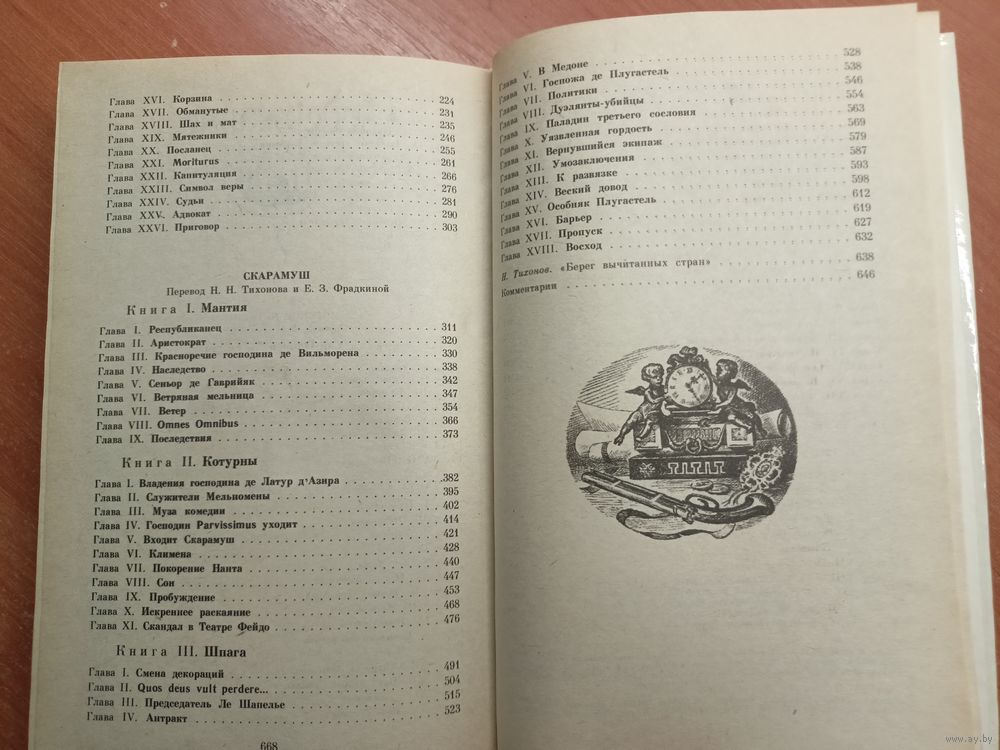 Глава XVI. Корзина 224
Глава XVII. Обманутые 231
Глава XVIII. Шах и мат 235
Глава XIX. Мятежники 246
Глава XX. Посланец 255
Глава XXI. Moriturus 261
Глава XXII. Капитуляция 266
Глава XXIII. Символ веры 276
Глава XXIV. Судьи 281
Глава XXV. Адвокат 290
Глава XXVI. Приговор 303
СКАРАМУШ
Перевод Н. Н. Тихонова и Е. З. Фрадкиной
Книга I. Мантия
Глава I. Республиканец 311
Глава II. Аристократ 320
Глава III. Красноречие господина де Вильморена 330
Глава IV. Наследство 338
Глава V. Сеньор де Гаврийяк 342
Глава VI. Ветряная мельница 347
Глава VII. Ветер 354
Глава VIII. Omnes Omnibus 366
Глава IX. Последствия 373
Книга II. Котурны
Глава I. Владения господина де Латур д'Азира 382
Глава II. Служители Мельпомены 395
Глава III. Муза комедии 402
Глава IV. Господин Parvissimus уходит 414
Глава V. Входит Скарамуш 421
Глава VI. Климена 428
Глава VII. Покорение Нанта 440
Глава VIII. Сон 447
Глава IX. Пробуждение 453
Глава X. Искреннее раскаяние 468
Глава XI. Скандал в Театре Фейдо 476
Книга III. Шпага
Глава I. Смена декораций 491
Глава II. Quos deus vult perdere... 504
Глава III. Председатель Ле Шапелье 515
Глава IV. Антракт 523
668
Глава V. В Медоне 528
Глава VI. Госпожа де Плугастель 538
Глава VII. Политики 546
Глава VIII. Дуэлянты-убийцы 554
Глава IX. Паладин третьего сословия 563
Глава X. Уязвленная гордость 569
Глава XI. Вернувшийся экипаж 579
Глава XII. Умозаключения 587
Глава XIII. К развязке 593
Глава XIV. Веский довод 598
Глава XV. Особняк Плугастель 612
Глава XVI. Барьер 619
Глава XVII. Пропуск 627
Глава XVIII. Восход 632
Н. Тихонов. «Берег вычитанных стран» 638
Комментарии 646
www.ay.by